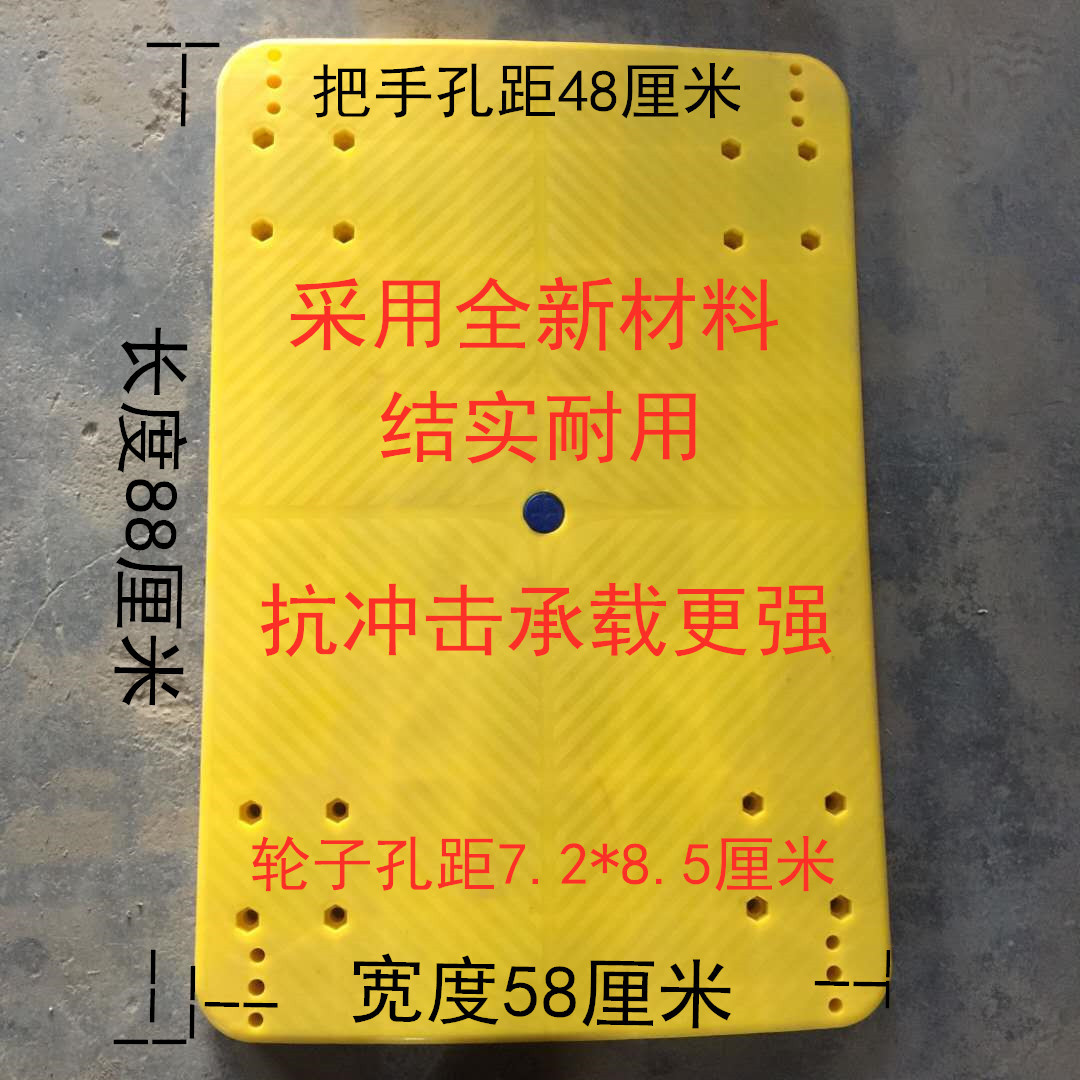 把手孔距48厘米
采用全新材料
结实耐用
长度88厘米
抗冲击承载更强
轮子孔距7.2*8.5厘米
宽度58厘米